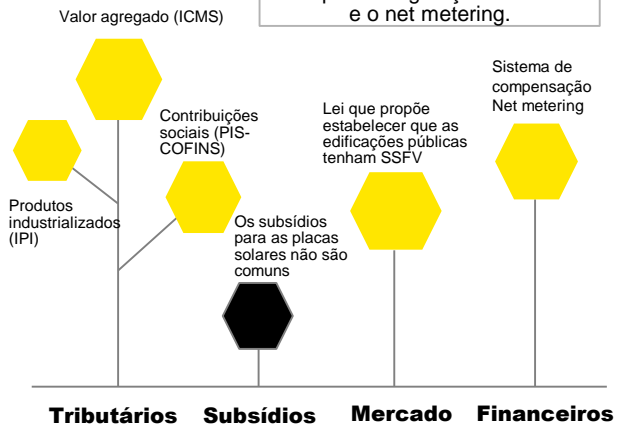 e o net metering.
Valor agregado (ICMS)
Sistema de
compensação
Net metering
Contribuições
sociais (PIS-
COFINS)
Lei que propõe
estabelecer que as
edificações públicas
tenham SSFV
Produtos
industrializados
(IPI)
Os subsídios
para as placas
solares não são
comuns
Tributários
Subsídios
Mercado
Financeiros